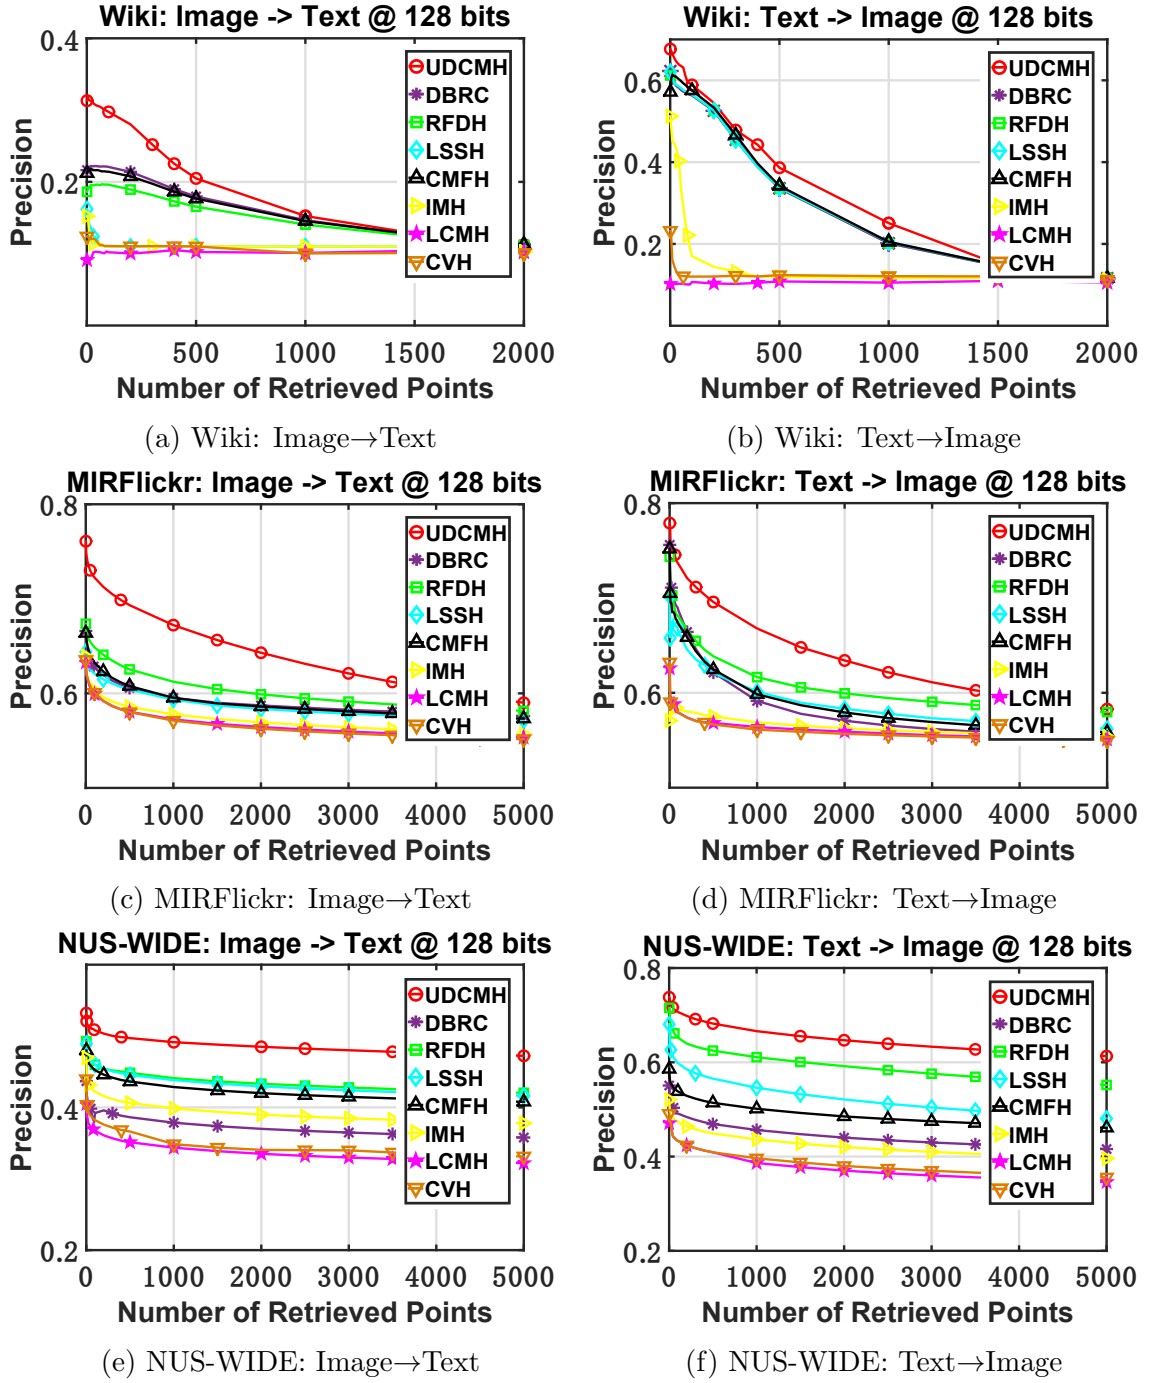 Wiki: Image -> Text @ 128 bits
0.4
0.2
Precision
UDCMH
DBRC
RFDH
LSSH
CMFH
IMH
LCMH
CVH
0 500 1000 1500 2000
Number of Retrieved Points
(a) Wiki: Image→Text
Wiki: Text -> Image @ 128 bits
0.6
0.4
0.2
Precision
UDCMH
DBRC
RFDH
LSSH
CMFH
IMH
LCMH
CVH
0 500 1000 1500 2000
Number of Retrieved Points
(b) Wiki: Text→Image
MIRFlickr: Image -> Text @ 128 bits
0.8
0.6
Precision
UDCMH
DBRC
RFDH
LSSH
CMFH
IMH
LCMH
CVH
0 1000 2000 3000 4000 5000
Number of Retrieved Points
(c) MIRFlickr: Image→Text
MIRFlickr: Text -> Image @ 128 bits
0.8
0.6
Precision
UDCMH
DBRC
RFDH
LSSH
CMFH
IMH
LCMH
CVH
0 1000 2000 3000 4000 5000
Number of Retrieved Points
(d) MIRFlickr: Text→Image
NUS-WIDE: Image -> Text @ 128 bits
0.4
0.2
Precision
UDCMH
DBRC
RFDH
LSSH
CMFH
IMH
LCMH
CVH
0 1000 2000 3000 4000 5000
Number of Retrieved Points
(e) NUS-WIDE: Image→Text
NUS-WIDE: Text -> Image @ 128 bits
0.8
0.6
0.4
0.2
Precision
UDCMH
DBRC
RFDH
LSSH
CMFH
IMH
LCMH
CVH
0 1000 2000 3000 4000 5000
Number of Retrieved Points
(f) NUS-WIDE: Text→Image